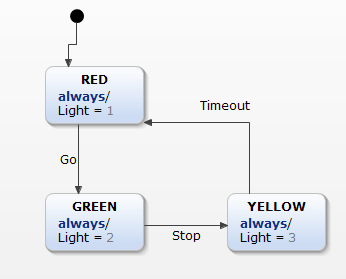 RED
always/
Light = 1
Timeout
Go
GREEN
always/
Light = 2
Stop
YELLOW
always/
Light = 3